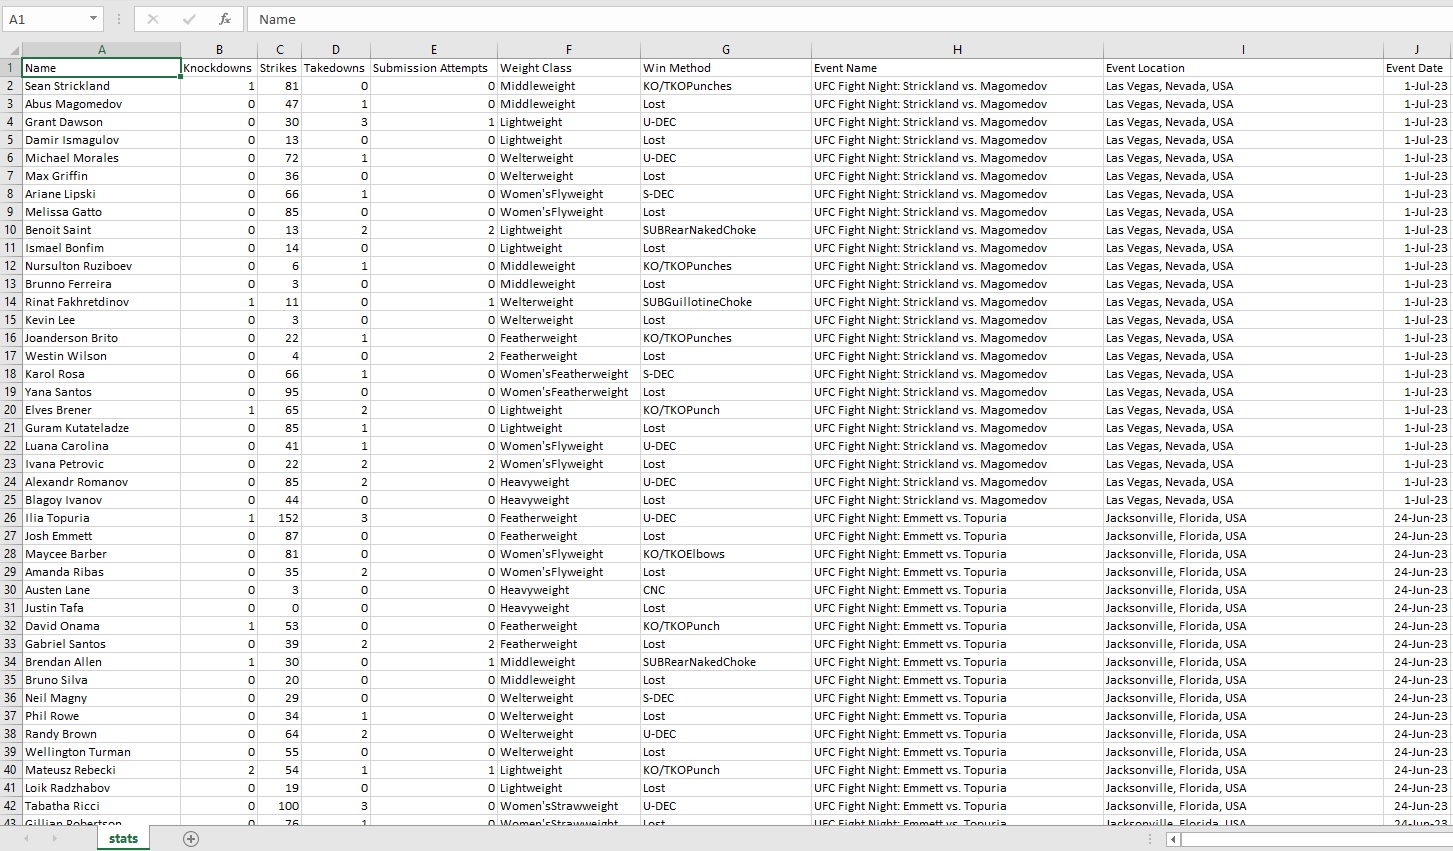 A1 fx Name
A B C D E F G H I J
1 Name Knockdowns Strikes Takedowns Submission Attempts Weight Class Win Method Event Name Event Location Event Date
2 Sean Strickland 1 81 0 0 Middleweight KO/TKOPunches UFC Fight Night: Strickland vs. Magomedov Las Vegas, Nevada, USA 1-Jul-23
3 Abus Magomedov 0 47 1 0 Middleweight Lost UFC Fight Night: Strickland vs. Magomedov Las Vegas, Nevada, USA 1-Jul-23
4 Grant Dawson 0 30 3 1 Lightweight U-DEC UFC Fight Night: Strickland vs. Magomedov Las Vegas, Nevada, USA 1-Jul-23
5 Damir Ismagulov 0 13 0 0 Lightweight Lost UFC Fight Night: Strickland vs. Magomedov Las Vegas, Nevada, USA 1-Jul-23
6 Michael Morales 0 72 1 0 Welterweight U-DEC UFC Fight Night: Strickland vs. Magomedov Las Vegas, Nevada, USA 1-Jul-23
7 Max Griffin 0 36 0 0 Welterweight Lost UFC Fight Night: Strickland vs. Magomedov Las Vegas, Nevada, USA 1-Jul-23
8 Ariane Lipski 0 66 1 0 Women'sFlyweight S-DEC UFC Fight Night: Strickland vs. Magomedov Las Vegas, Nevada, USA 1-Jul-23
9 Melissa Gatto 0 85 0 0 Women'sFlyweight Lost UFC Fight Night: Strickland vs. Magomedov Las Vegas, Nevada, USA 1-Jul-23
10 Benoit Saint 0 13 2 2 Lightweight SUBRearNakedChoke UFC Fight Night: Strickland vs. Magomedov Las Vegas, Nevada, USA 1-Jul-23
11 Ismael Bonfim 0 14 0 0 Lightweight Lost UFC Fight Night: Strickland vs. Magomedov Las Vegas, Nevada, USA 1-Jul-23
12 Nursulton Ruziboev 0 6 1 0 Middleweight KO/TKOPunches UFC Fight Night: Strickland vs. Magomedov Las Vegas, Nevada, USA 1-Jul-23
13 Brunno Ferreira 0 3 0 0 Middleweight Lost UFC Fight Night: Strickland vs. Magomedov Las Vegas, Nevada, USA 1-Jul-23
14 Rinat Fakhretdinov 1 11 0 1 Welterweight SUBGuillotineChoke UFC Fight Night: Strickland vs. Magomedov Las Vegas, Nevada, USA 1-Jul-23
15 Kevin Lee 0 3 0 0 Welterweight Lost UFC Fight Night: Strickland vs. Magomedov Las Vegas, Nevada, USA 1-Jul-23
16 Joanderson Brito 0 22 1 0 Featherweight KO/TKOPunches UFC Fight Night: Strickland vs. Magomedov Las Vegas, Nevada, USA 1-Jul-23
17 Westin Wilson 0 4 0 2 Featherweight Lost UFC Fight Night: Strickland vs. Magomedov Las Vegas, Nevada, USA 1-Jul-23
18 Karol Rosa 0 66 1 0 Women'sFeatherweight S-DEC UFC Fight Night: Strickland vs. Magomedov Las Vegas, Nevada, USA 1-Jul-23
19 Yana Santos 0 95 0 0 Women'sFeatherweight Lost UFC Fight Night: Strickland vs. Magomedov Las Vegas, Nevada, USA 1-Jul-23
20 Elves Brener 1 65 2 0 Lightweight KO/TKOPunch UFC Fight Night: Strickland vs. Magomedov Las Vegas, Nevada, USA 1-Jul-23
21 Guram Kutateladze 0 85 1 0 Lightweight Lost UFC Fight Night: Strickland vs. Magomedov Las Vegas, Nevada, USA 1-Jul-23
22 Luana Carolina 0 41 1 0 Women'sFlyweight U-DEC UFC Fight Night: Strickland vs. Magomedov Las Vegas, Nevada, USA 1-Jul-23
23 Ivana Petrovic 0 22 2 2 Women'sFlyweight Lost UFC Fight Night: Strickland vs. Magomedov Las Vegas, Nevada, USA 1-Jul-23
24 Alexandr Romanov 0 85 2 0 Heavyweight U-DEC UFC Fight Night: Strickland vs. Magomedov Las Vegas, Nevada, USA 1-Jul-23
25 Blagoy Ivanov 0 44 0 0 Heavyweight Lost UFC Fight Night: Strickland vs. Magomedov Las Vegas, Nevada, USA 1-Jul-23
26 Ilia Topuria 1 152 3 0 Featherweight U-DEC UFC Fight Night: Emmett vs. Topuria Jacksonville, Florida, USA 24-Jun-23
27 Josh Emmett 0 87 0 0 Featherweight Lost UFC Fight Night: Emmett vs. Topuria Jacksonville, Florida, USA 24-Jun-23
28 Maycee Barber 0 81 0 0 Women'sFlyweight KO/TKOElbows UFC Fight Night: Emmett vs. Topuria Jacksonville, Florida, USA 24-Jun-23
29 Amanda Ribas 0 35 2 0 Women'sFlyweight Lost UFC Fight Night: Emmett vs. Topuria Jacksonville, Florida, USA 24-Jun-23
30 Austen Lane 0 3 0 0 Heavyweight CNC UFC Fight Night: Emmett vs. Topuria Jacksonville, Florida, USA 24-Jun-23
31 Justin Tafa 0 0 0 0 Heavyweight Lost UFC Fight Night: Emmett vs. Topuria Jacksonville, Florida, USA 24-Jun-23
32 David Onama 1 53 0 0 Featherweight KO/TKOPunch UFC Fight Night: Emmett vs. Topuria Jacksonville, Florida, USA 24-Jun-23
33 Gabriel Santos 0 39 2 2 Featherweight Lost UFC Fight Night: Emmett vs. Topuria Jacksonville, Florida, USA 24-Jun-23
34 Brendan Allen 1 30 0 1 Middleweight SUBRearNakedChoke UFC Fight Night: Emmett vs. Topuria Jacksonville, Florida, USA 24-Jun-23
35 Bruno Silva 0 20 0 0 Middleweight Lost UFC Fight Night: Emmett vs. Topuria Jacksonville, Florida, USA 24-Jun-23
36 Neil Magny 0 29 0 0 Welterweight S-DEC UFC Fight Night: Emmett vs. Topuria Jacksonville, Florida, USA 24-Jun-23
37 Phil Rowe 0 34 1 0 Welterweight Lost UFC Fight Night: Emmett vs. Topuria Jacksonville, Florida, USA 24-Jun-23
38 Randy Brown 0 64 2 0 Welterweight U-DEC UFC Fight Night: Emmett vs. Topuria Jacksonville, Florida, USA 24-Jun-23
39 Wellington Turman 0 55 0 0 Welterweight Lost UFC Fight Night: Emmett vs. Topuria Jacksonville, Florida, USA 24-Jun-23
40 Mateusz Rebecki 2 54 1 1 Lightweight KO/TKOPunch UFC Fight Night: Emmett vs. Topuria Jacksonville, Florida, USA 24-Jun-23
41 Loik Radzhabov 0 19 0 0 Lightweight Lost UFC Fight Night: Emmett vs. Topuria Jacksonville, Florida, USA 24-Jun-23
42 Tabatha Ricci 0 100 3 0 Women'sStrawweight U-DEC UFC Fight Night: Emmett vs. Topuria Jacksonville, Florida, USA 24-Jun-23
43 Gillian Robertson 0 76 1 0 Women'sStrawweight Lost UFC Fight Night: Emmett vs. Topuria Jacksonville, Florida, USA 24-Jun-23
stats